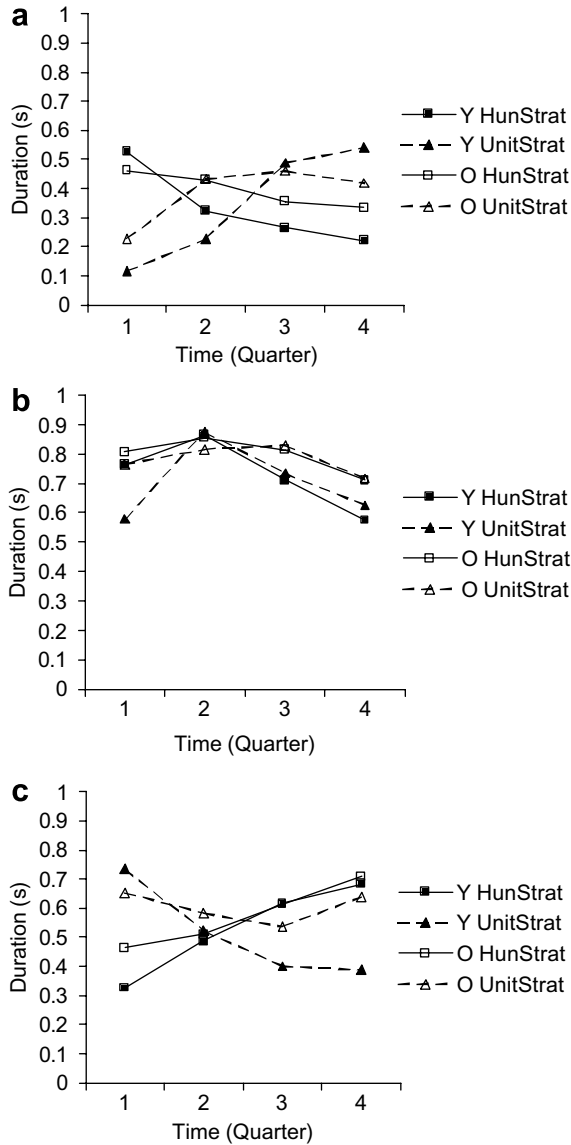 a
1
0.9
0.8
0.7
0.6
0.5
0.4
0.3
0.2
0.1
0
Duration (s)
1 2 3 4
Time (Quarter)
Y HunStrat
Y UnitStrat
O HunStrat
O UnitStrat
b
1
0.9
0.8
0.7
0.6
0.5
0.4
0.3
0.2
0.1
0
Duration (s)
1 2 3 4
Time (Quarter)
Y HunStrat
Y UnitStrat
O HunStrat
O UnitStrat
c
1
0.9
0.8
0.7
0.6
0.5
0.4
0.3
0.2
0.1
0
Duration (s)
1 2 3 4
Time (Quarter)
Y HunStrat
Y UnitStrat
O HunStrat
O UnitStrat